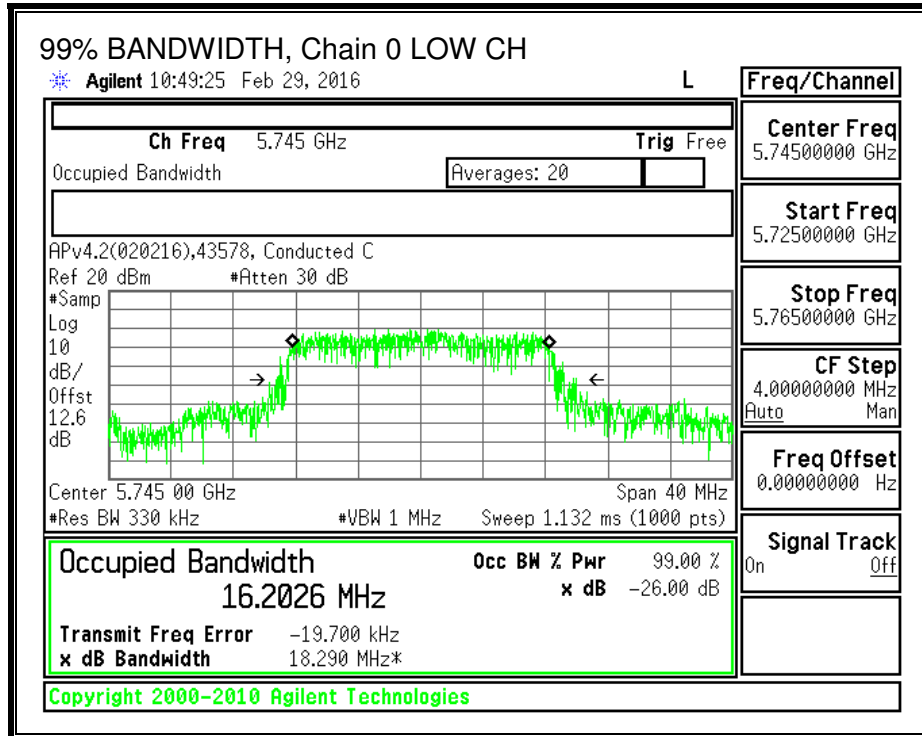 99% BANDWIDTH, Chain 0 LOW CH
Agilent 10:49:25 Feb 29, 2016 L
Freq/Channel
Ch Freq 5.745 GHz Trig Free
Occupied Bandwidth Averages: 20
APv4.2(020216),43578, Conducted C
Ref 20 dBm #Atten 30 dB
#Samp
Log
10
dB/
Offst
12.6
dB
Center 5.745 00 GHz Span 40 MHz
#Res BW 330 kHz #VBW 1 MHz Sweep 1.132 ms (1000 pts)
Occupied Bandwidth Occ BW % Pwr 99.00 %
16.2026 MHz x dB -26.00 dB
Transmit Freq Error -19.700 kHz
x dB Bandwidth 18.290 MHz*
Copyright 2000-2010 Agilent Technologies
Center Freq
5.74500000 GHz
Start Freq
5.72500000 GHz
Stop Freq
5.76500000 GHz
CF Step
4.00000000 MHz
Auto Man
Freq Offset
0.00000000 Hz
Signal Track
On Off